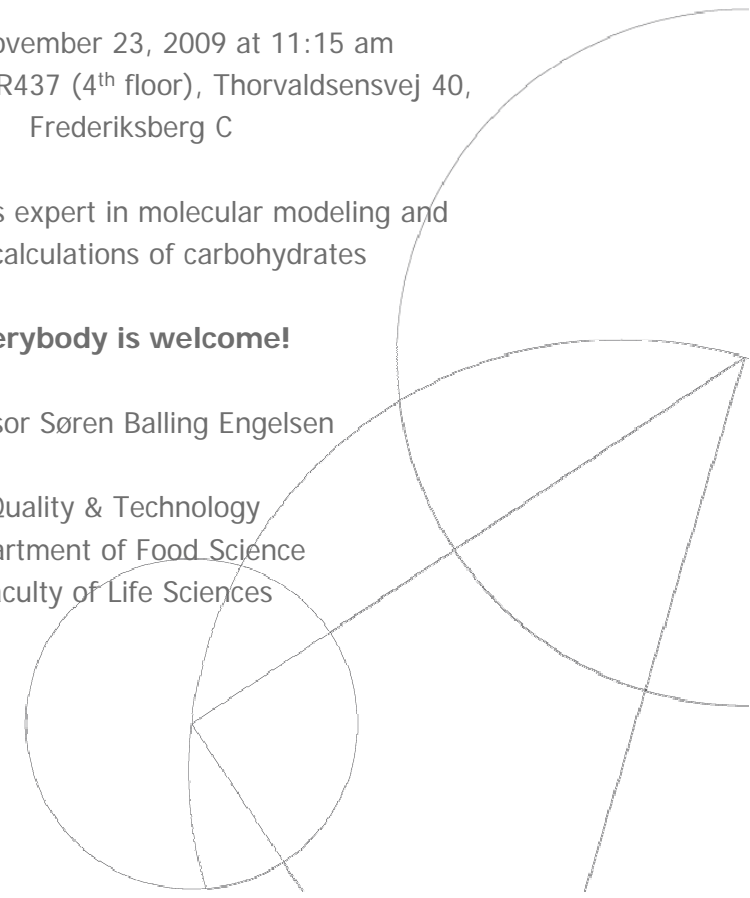 ovember 23, 2009 at 11:15 am
R437 (4th floor), Thorvaldsensvej 40,
Frederiksberg C
s expert in molecular modeling and
calculations of carbohydrates
erybody is welcome!
sor Søren Balling Engelsen
Quality & Technology
artment of Food Science
aculty of Life Sciences